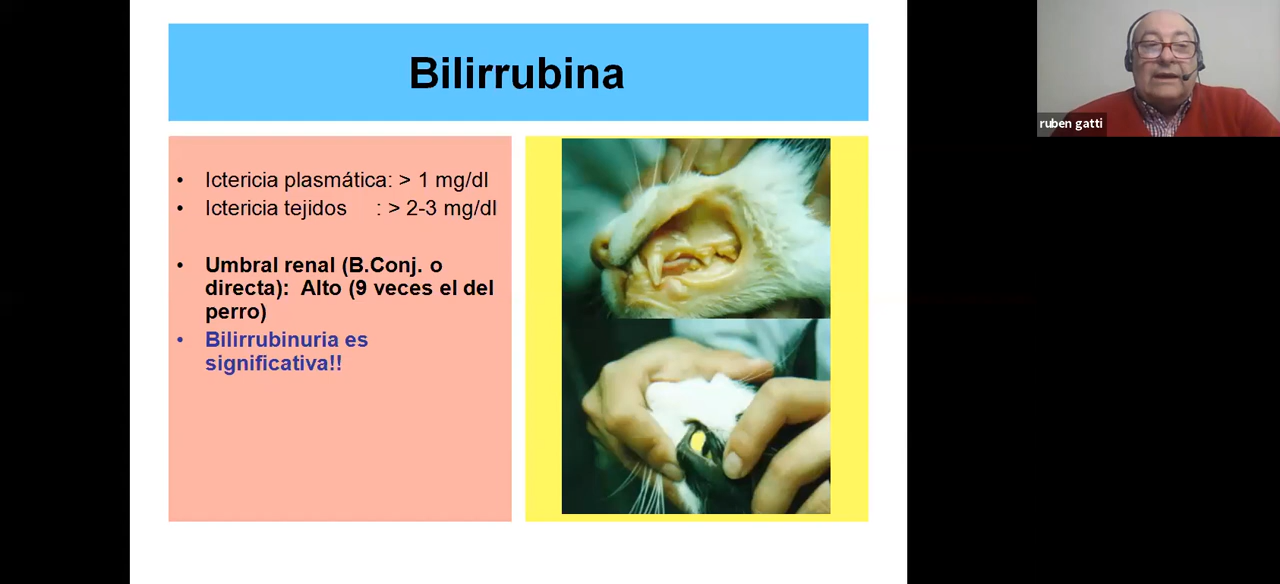 Bilirrubina
• Ictericia plasmática: > 1 mg/dl
• Ictericia tejidos : > 2-3 mg/dl
• Umbral renal (B.Conj. o
directa): Alto (9 veces el del
perro)
• Bilirrubinuria es
significativa!!
ruben gatti